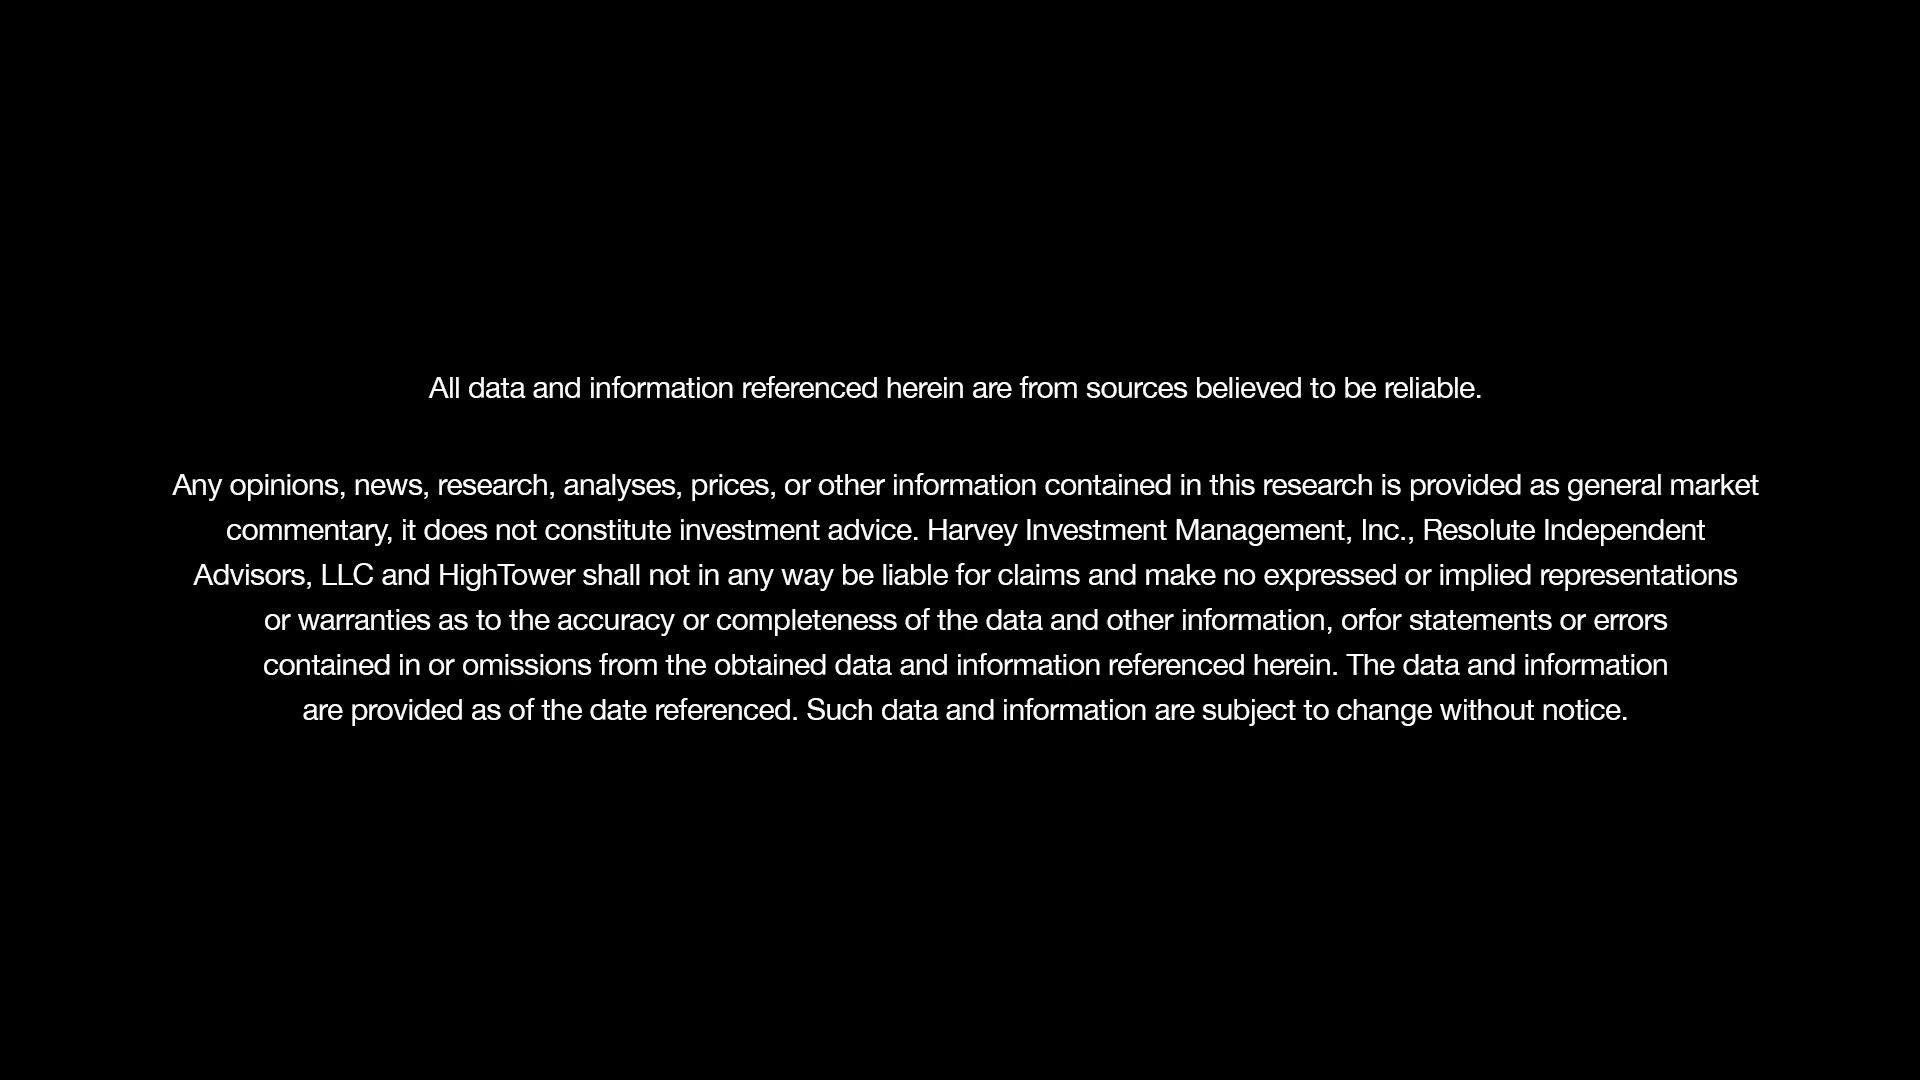 All data and information referenced herein are from sources believed to be reliable.
Any opinions, news, research, analyses, prices, or other information contained in this research is provided as general market
commentary, it does not constitute investment advice. Harvey Investment Management, Inc., Resolute Independent
Advisors, LLC and HighTower shall not in any way be liable for claims and make no expressed or implied representations
or warranties as to the accuracy or completeness of the data and other information, orfor statements or errors
contained in or omissions from the obtained data and information referenced herein. The data and information
are provided as of the date referenced. Such data and information are subject to change without notice.